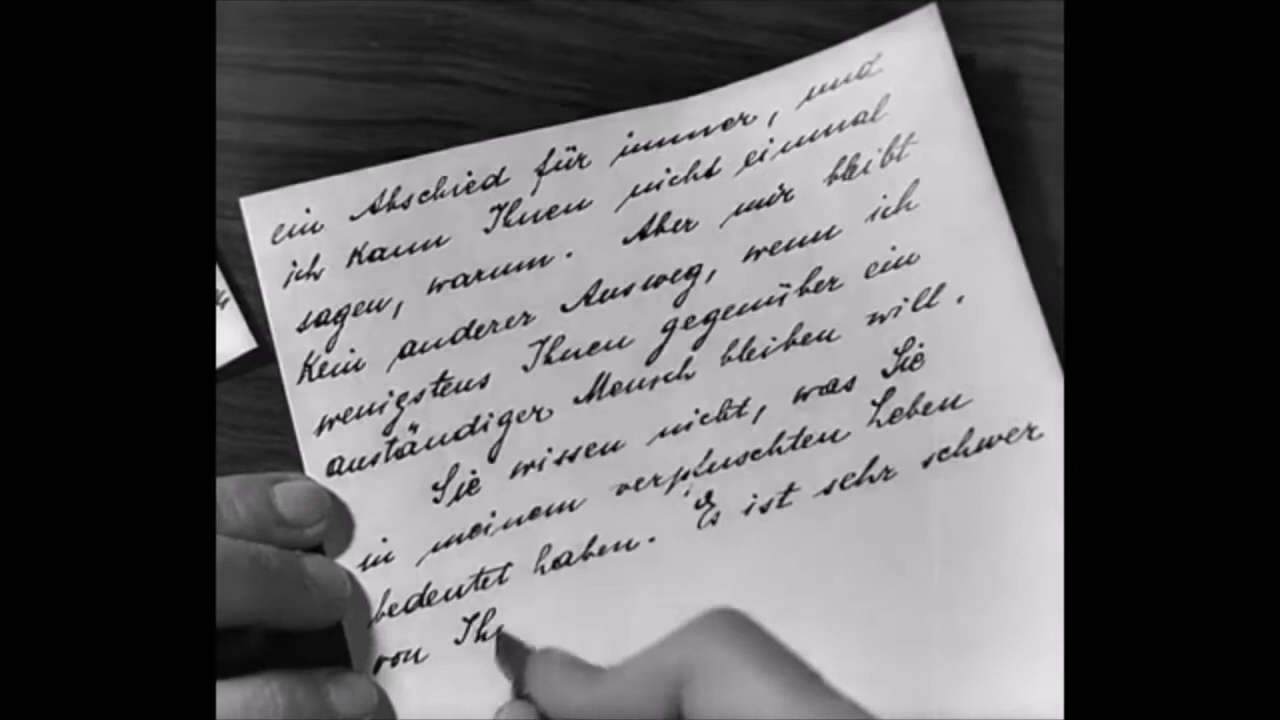 ein Abschied für immer, und
ich kann Ihnen nicht einmal
sagen, warum. Aber mir bleibt
kein anderer Ausweg, wenn ich
wenigstens Ihnen gegenüber ein
anständiger Mensch bleiben will.
Sie wissen nicht, was Sie
in meinem verpfuschten Leben
bedeutet haben. Es ist sehr schwer
von Ihn